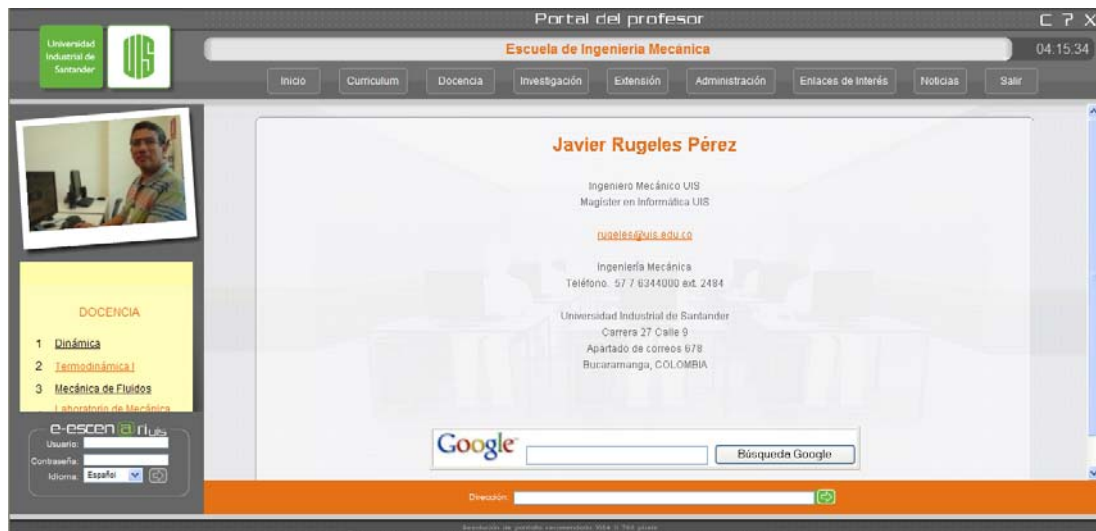 Portal del profesor
C ? X
Universidad
Industrial de
Santander
UIS
Escuela de Ingeniería Mecánica
04:15:34
Inicio
Curriculum
Docencia
Investigación
Extensión
Administración
Enlaces de Interés
Noticias
Salir
Javier Rugeles Pérez
Ingeniero Mecánico UIS
Magíster en Informática UIS
rugeles@uis.edu.co
Ingeniería Mecánica
Teléfono. 57 7 6344000 ext. 2484
Universidad Industrial de Santander
Carrera 27 Calle 9
Apartado de correos 678
Bucaramanga, COLOMBIA
DOCENCIA
1 Dinámica
2 Termodinámica I
3 Mecánica de Fluidos
Laboratorio de Mecánica
e-escen@ri uis
Usuario:
Contraseña:
Idioma: Español
Google
Búsqueda Google
Dirección: